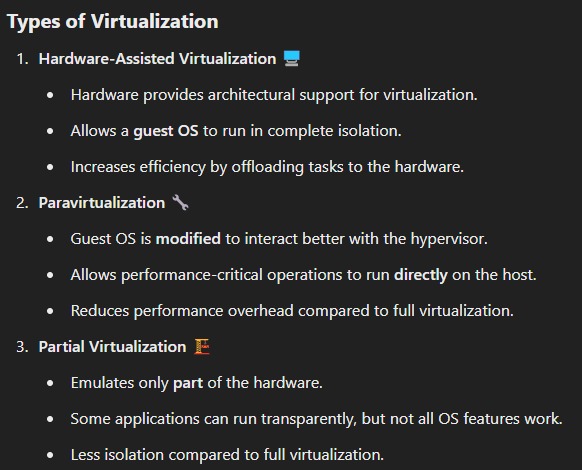 Types of Virtualization
1. Hardware-Assisted Virtualization 🖥️
• Hardware provides architectural support for virtualization.
• Allows a guest OS to run in complete isolation.
• Increases efficiency by offloading tasks to the hardware.
2. Paravirtualization 🔧
• Guest OS is modified to interact better with the hypervisor.
• Allows performance-critical operations to run directly on the host.
• Reduces performance overhead compared to full virtualization.
3. Partial Virtualization 🏗️
• Emulates only part of the hardware.
• Some applications can run transparently, but not all OS features work.
• Less isolation compared to full virtualization.